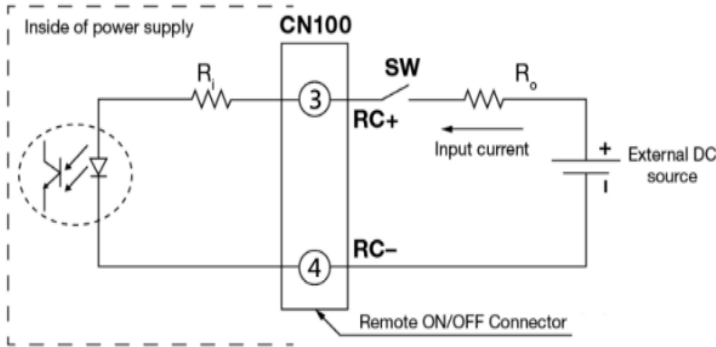 Inside of power supply
CN100
Ri
3
SW
Ro
RC+
Input current
+
External DC
source
RC−
4
Remote ON/OFF Connector